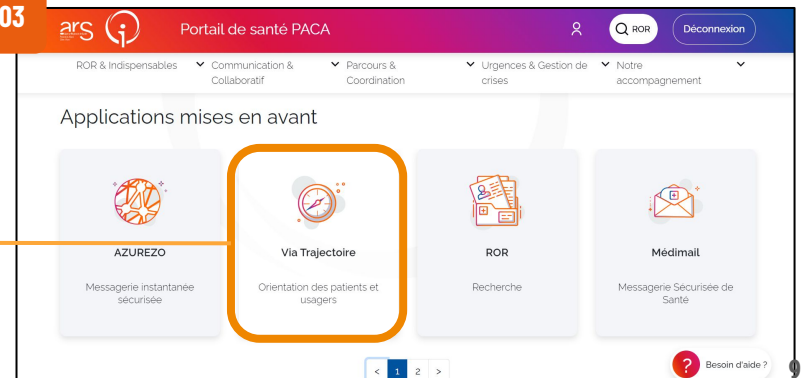 03
ars
Portail de santé PACA
ROR
Déconnexion
ROR & Indispensables
Communication &
Collaboratif
Parcours &
Coordination
Urgences & Gestion de
crises
Notre
accompagnement
Applications mises en avant
AZUREZO
Messagerie instantanée
sécurisée
Via Trajectoire
Orientation des patients et
usagers
ROR
Recherche
Médimail
Messagerie Sécurisée de
Santé
< 1 2 >
? Besoin d'aide ?
9